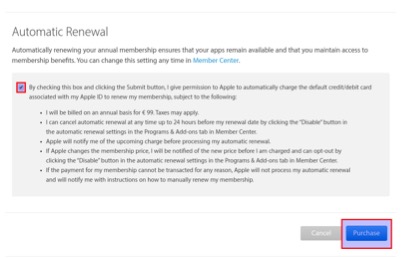 Automatic Renewal
Automatically renewing your annual membership ensures that your apps remain available and that you maintain access to
membership benefits. You can change this setting any time in Member Center.
By checking this box and clicking the Submit button, I give permission to Apple to automatically charge the default credit/debit card
associated with my Apple ID to renew my membership, subject to the following:
• I will be billed on an annual basis for € 99. Taxes may apply.
• I can cancel automatic renewal at any time up to 24 hours before my renewal date by clicking the "Disable" button in
the automatic renewal settings in the Programs & Add-ons tab in Member Center.
• Apple will notify me of the upcoming charge before processing my automatic renewal.
• If Apple changes the membership price, I will be notified of the new price before I am charged and can opt-out by
clicking the "Disable" button in the automatic renewal settings in the Programs & Add-ons tab in Member Center.
• If the payment for my membership cannot be transacted for any reason, Apple will not process my automatic renewal
and will notify me with instructions on how to manually renew my membership.
Cancel
Purchase